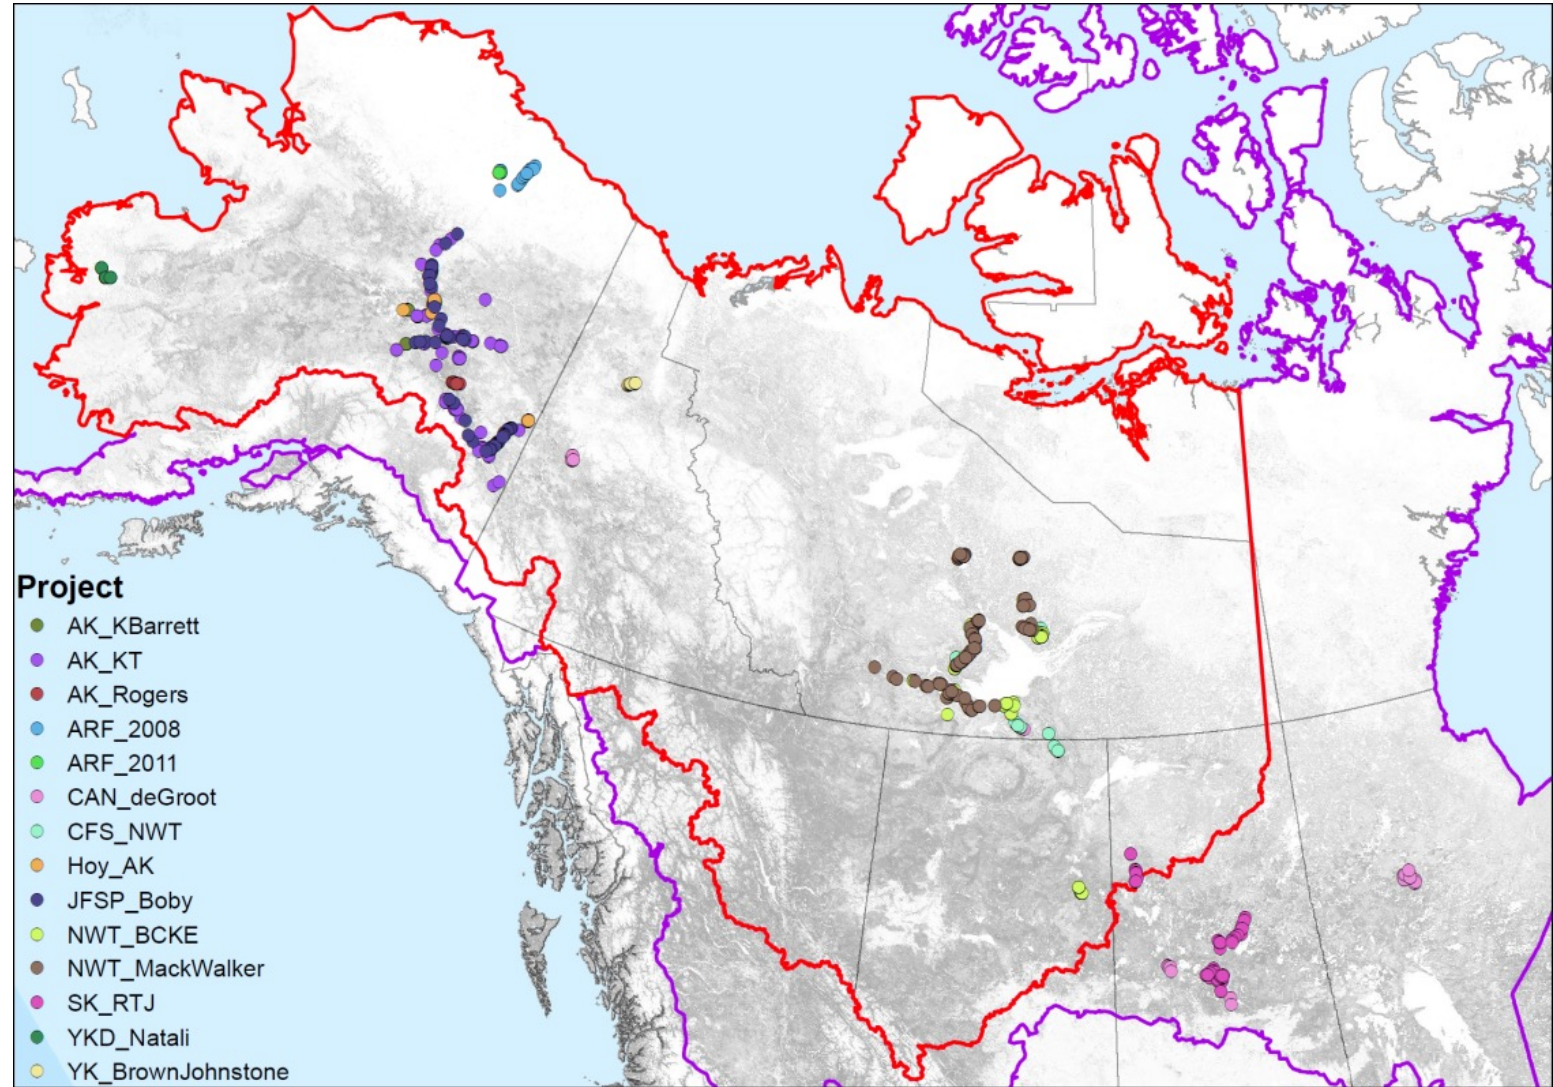 Project
AK_KBarrett
AK_KT
AK_Rogers
ARF_2008
ARF_2011
CAN_deGroot
CFS_NWT
Hoy_AK
JFSP_Boby
NWT_BCKE
NWT_MackWalker
SK_RTJ
YKD_Natali
YK_BrownJohnstone